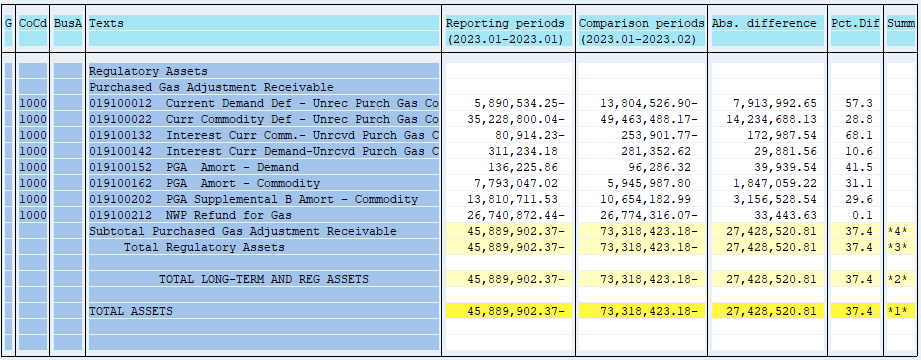 G CoCd BusA Texts Reporting periods Comparison periods Abs. difference Pct.Dif Summ
(2023.01-2023.01) (2023.01-2023.02)
Regulatory Assets
Purchased Gas Adjustment Receivable
1000 019100012 Current Demand Def - Unrec Purch Gas Co 5,890,534.25- 13,804,526.90- 7,913,992.65 57.3
1000 019100022 Curr Commodity Def - Unrec Purch Gas Co 35,228,800.04- 49,463,488.17- 14,234,688.13 28.8
1000 019100132 Interest Curr Comm.- Unrcvd Purch Gas C 80,914.23- 253,901.77- 172,987.54 68.1
1000 019100142 Interest Curr Demand-Unrcvd Purch Gas C 311,234.18 281,352.62 29,881.56 10.6
1000 019100152 PGA Amort - Demand 136,225.86 96,286.32 39,939.54 41.5
1000 019100162 PGA Amort - Commodity 7,793,047.02 5,945,987.80 1,847,059.22 31.1
1000 019100202 PGA Supplemental B Amort - Commodity 13,810,711.53 10,654,182.99 3,156,528.54 29.6
1000 019100212 NWP Refund for Gas 26,740,872.44- 26,774,316.07- 33,443.63 0.1
Subtotal Purchased Gas Adjustment Receivable 45,889,902.37- 73,318,423.18- 27,428,520.81 37.4 *4*
Total Regulatory Assets 45,889,902.37- 73,318,423.18- 27,428,520.81 37.4 *3*
TOTAL LONG-TERM AND REG ASSETS 45,889,902.37- 73,318,423.18- 27,428,520.81 37.4 *2*
TOTAL ASSETS 45,889,902.37- 73,318,423.18- 27,428,520.81 37.4 *1*